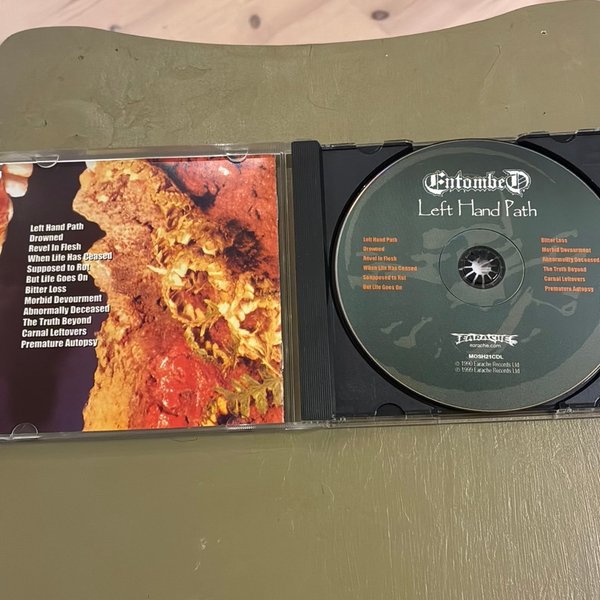 Left Hand Path
Drowned
Revel In Flesh
When Life Has Ceased
Supposed to Rot
But Life Goes On
Bitter Loss
Morbid Devourment
Abnormally Deceased
The Truth Beyond
Carnal Leftovers
Premature Autopsy
Entombed
Left Hand Path
Left Hand Path
Drowned
Revel In Flesh
When Life Has Ceased
Supposed to Rot
But Life Goes On
Bitter Loss
Morbid Devourment
Abnormally Deceased
The Truth Beyond
Carnal Leftovers
Premature Autopsy
EARACHE
earache.com
MOSH21CDL
℗ 1990 Earache Records Ltd
© 1999 Earache Records Ltd